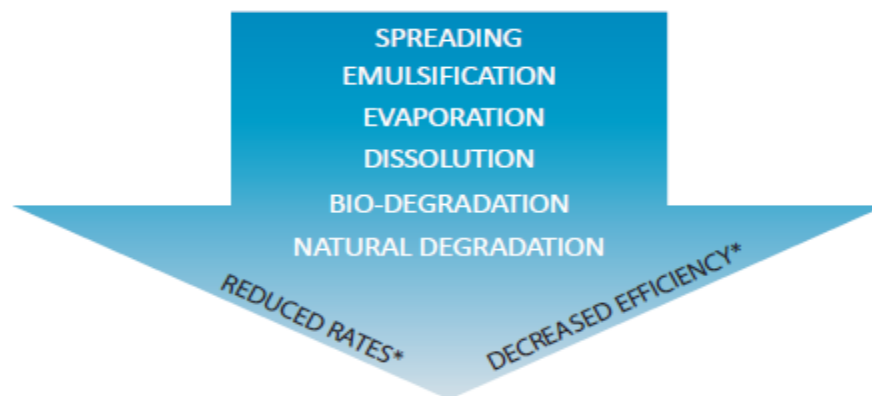 SPREADING
EMULSIFICATION
EVAPORATION
DISSOLUTION
BIO-DEGRADATION
NATURAL DEGRADATION
REDUCED RATES*
DECREASED EFFICIENCY*